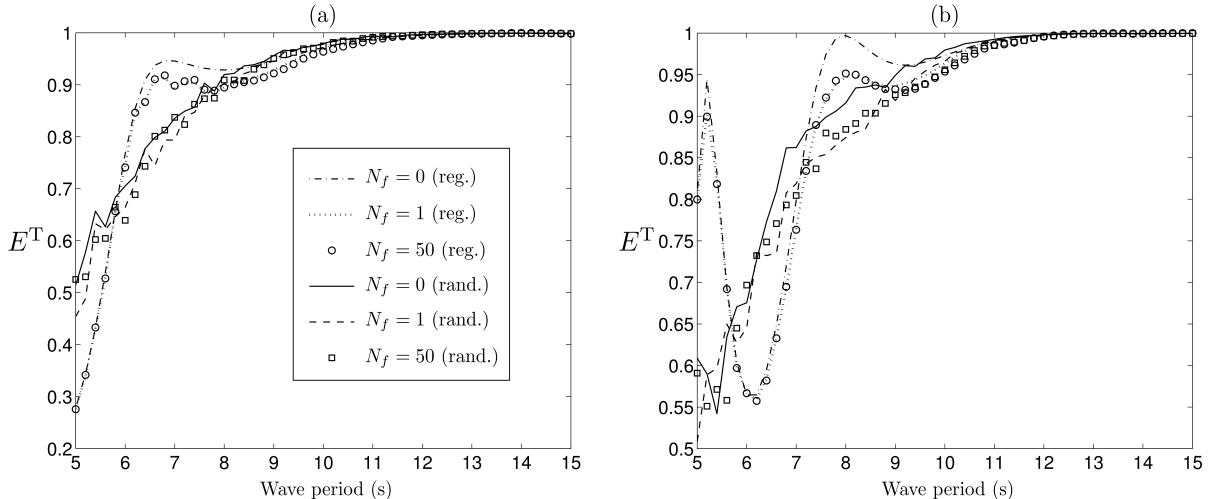 (a)
1
0.9
0.8
0.7
0.6
0.5
0.4
0.3
0.2
E^T
5 6 7 8 9 10 11 12 13 14 15
Wave period (s)
N_f = 0 (reg.)
N_f = 1 (reg.)
N_f = 50 (reg.)
N_f = 0 (rand.)
N_f = 1 (rand.)
N_f = 50 (rand.)
(b)
1
0.95
0.9
0.85
0.8
0.75
0.7
0.65
0.6
0.55
0.5
E^T
5 6 7 8 9 10 11 12 13 14 15
Wave period (s)